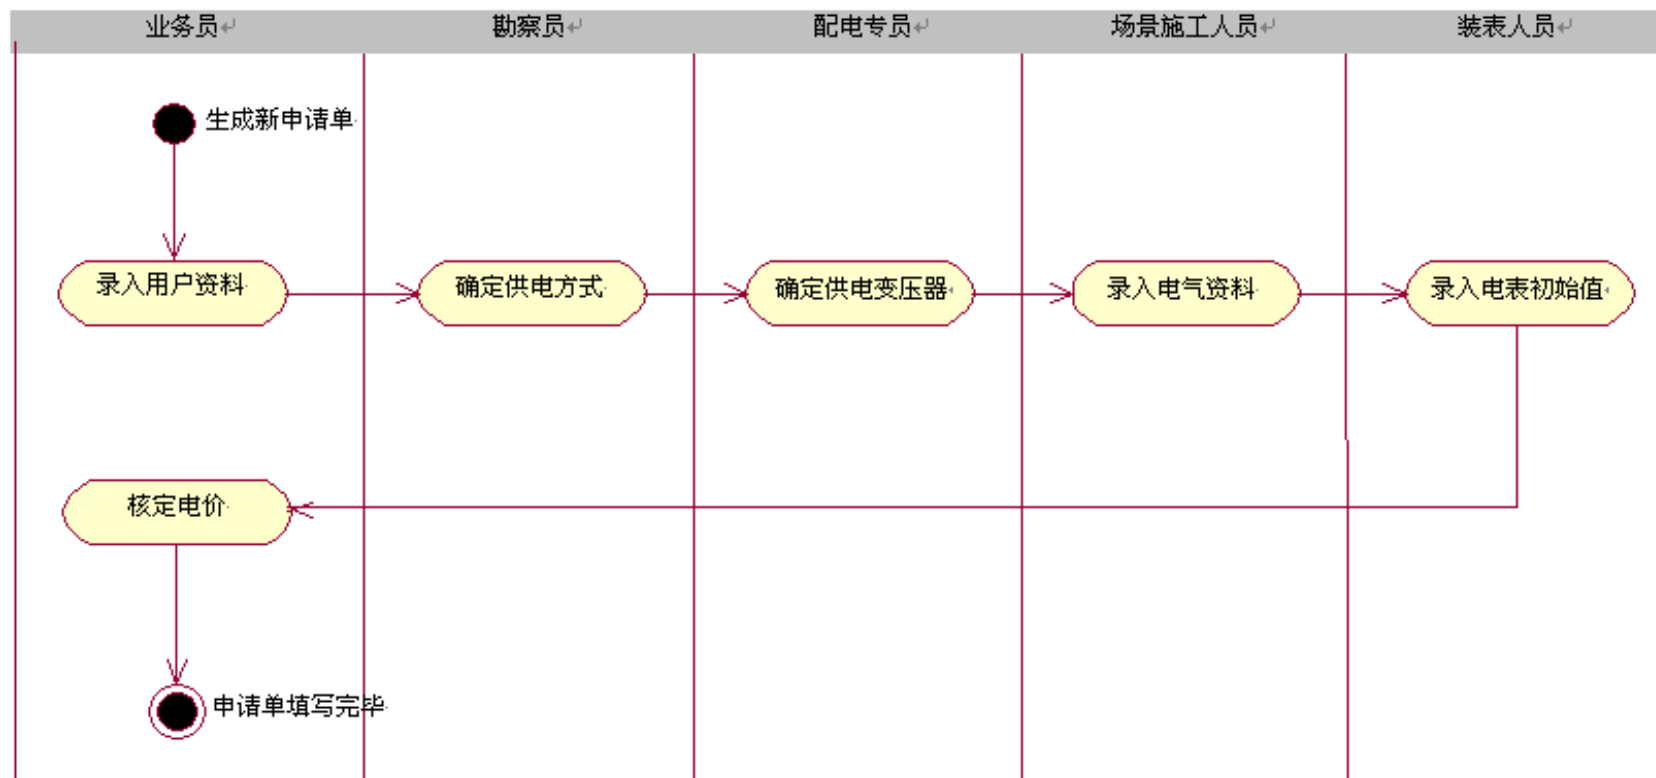 业务员
勘察员
配电专员
场景施工人员
装表人员
生成新申请单
录入用户资料
确定供电方式
确定供电变压器
录入电气资料
录入电表初始值
核定电价
申请单填写完毕